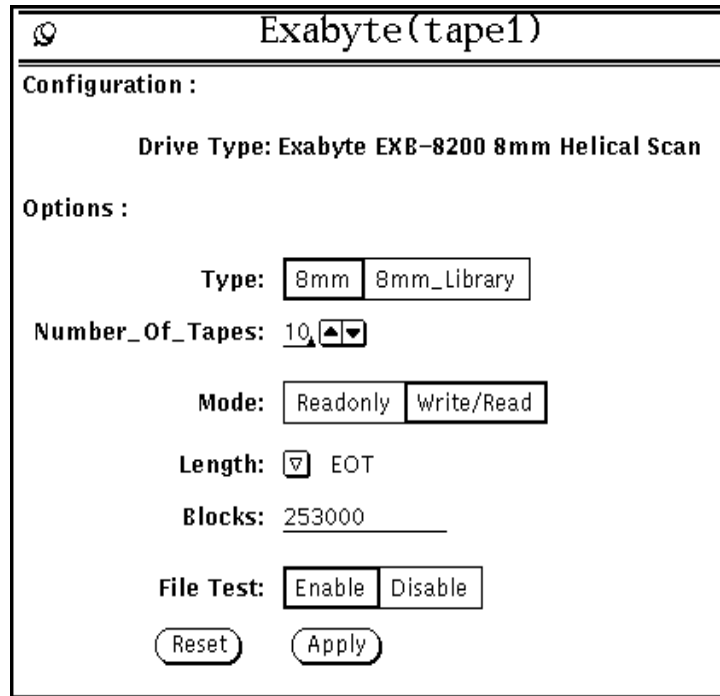 Exabyte(tape1)
Configuration :
Drive Type: Exabyte EXB-8200 8mm Helical Scan
Options :
Type: 8mm 8mm_Library
Number_Of_Tapes: 10
Mode: Readonly Write/Read
Length: EOT
Blocks: 253000
File Test: Enable Disable
Reset Apply